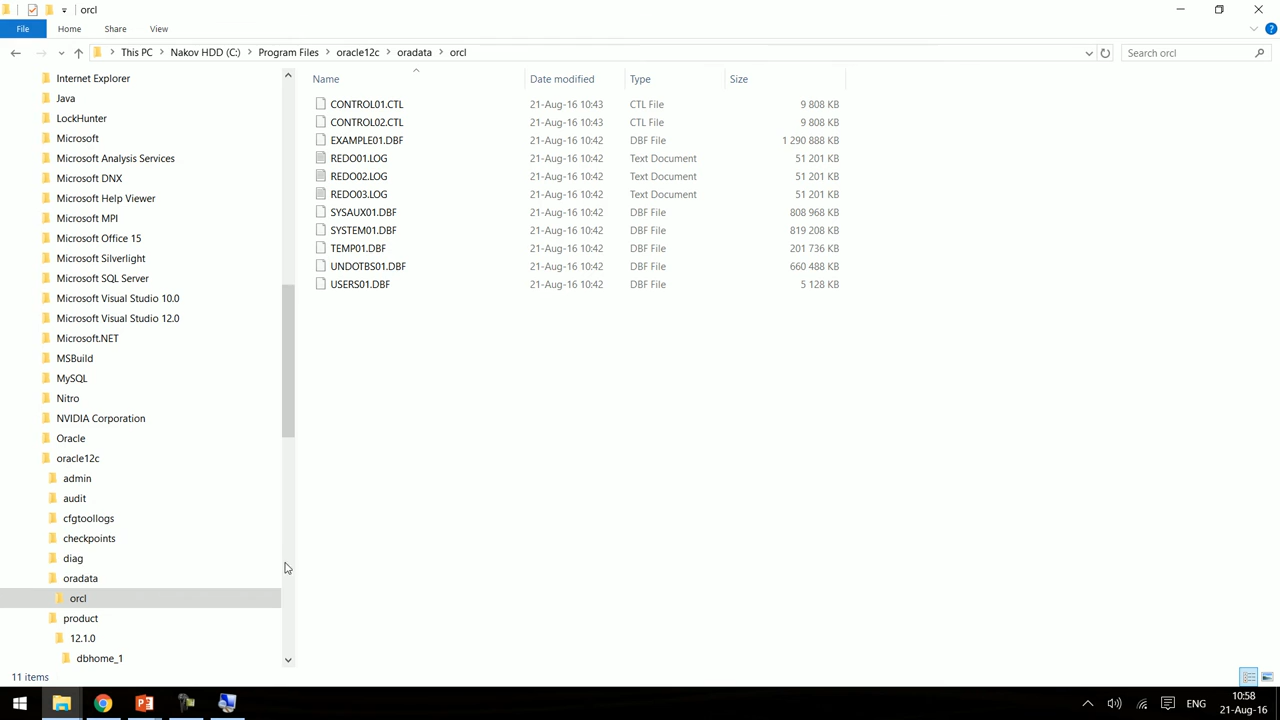 orcl
File Home Share View
This PC Nakov HDD (C:) Program Files oracle12c oradata orcl Search orcl
Name Date modified Type Size
CONTROL01.CTL 21-Aug-16 10:43 CTL File 9 808 KB
CONTROL02.CTL 21-Aug-16 10:43 CTL File 9 808 KB
EXAMPLE01.DBF 21-Aug-16 10:42 DBF File 1 290 888 KB
REDO01.LOG 21-Aug-16 10:42 Text Document 51 201 KB
REDO02.LOG 21-Aug-16 10:42 Text Document 51 201 KB
REDO03.LOG 21-Aug-16 10:42 Text Document 51 201 KB
SYSAUX01.DBF 21-Aug-16 10:42 DBF File 808 968 KB
SYSTEM01.DBF 21-Aug-16 10:42 DBF File 819 208 KB
TEMP01.DBF 21-Aug-16 10:42 DBF File 201 736 KB
UNDOTBS01.DBF 21-Aug-16 10:42 DBF File 660 488 KB
USERS01.DBF 21-Aug-16 10:42 DBF File 5 128 KB
Internet Explorer
Java
LockHunter
Microsoft
Microsoft Analysis Services
Microsoft DNX
Microsoft Help Viewer
Microsoft MPI
Microsoft Office 15
Microsoft Silverlight
Microsoft SQL Server
Microsoft Visual Studio 10.0
Microsoft Visual Studio 12.0
Microsoft.NET
MSBuild
MySQL
Nitro
NVIDIA Corporation
Oracle
oracle12c
admin
audit
cfgtoollogs
checkpoints
diag
oradata
orcl
product
12.1.0
dbhome_1
11 items
ENG
10:58
21-Aug-16